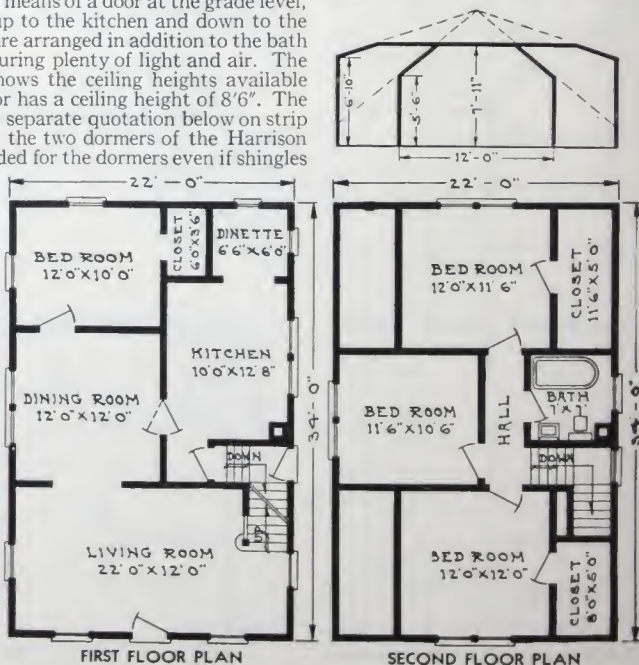 means of a door at the grade level,
up to the kitchen and down to the
re arranged in addition to the bath
uring plenty of light and air. The
hows the ceiling heights available
or has a ceiling height of 8'6". The
separate quotation below on strip
the two dormers of the Harrison
ded for the dormers even if shingles
6'-10"
5'-6"
7'-11"
12'-0"
22'-0"
BED ROOM
12'0"X10'0"
CLOSET
6'0"X3'6"
DINETTE
6'6"X6'0"
KITCHEN
10'0"X12'8"
DINING ROOM
12'0"X12'0"
DOWN
UP
LIVING ROOM
22'0"X12'0"
34'-0"
FIRST FLOOR PLAN
22'-0"
BED ROOM
12'0"X11'6"
CLOSET
11'6"X5'0"
BED ROOM
11'6"X10'6"
HALL
BATH
7'X7'
DOWN
BED ROOM
12'0"X12'0"
CLOSET
8'0"X5'0"
34'-0"
SECOND FLOOR PLAN